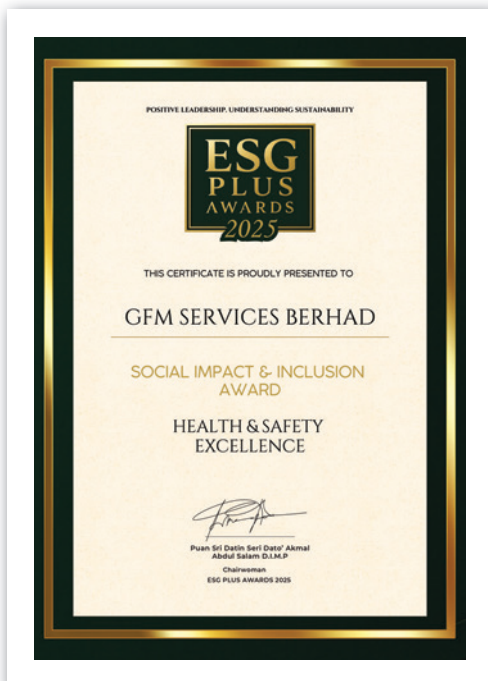 POSITIVE LEADERSHIP. UNDERSTANDING SUSTAINABILITY
ESG
PLUS
AWARDS
2025
THIS CERTIFICATE IS PROUDLY PRESENTED TO
GFM SERVICES BERHAD
SOCIAL IMPACT & INCLUSION
AWARD
HEALTH & SAFETY
EXCELLENCE
Puan Sri Datin Seri Dato' Akmal
Abdul Salam D.I.M.P
Chairwoman
ESG PLUS AWARDS 2025